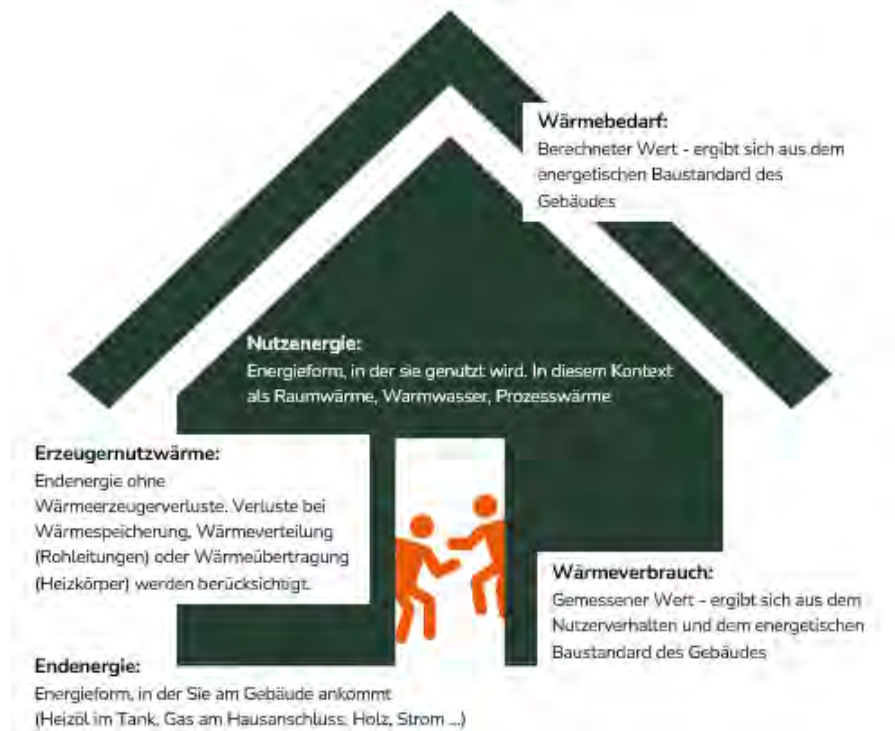 Wärmebedarf:
Berechneter Wert - ergibt sich aus dem
energetischen Baustandard des
Gebäudes
Nutzenergie:
Energieform, in der sie genutzt wird. In diesem Kontext
als Raumwärme, Warmwasser, Prozesswärme
Erzeugernutzwärme:
Endenergie ohne
Wärmeerzeugerverluste. Verluste bei
Wärmespeicherung, Wärmeverteilung
(Rohleitungen) oder Wärmeübertragung
(Heizkörper) werden berücksichtigt.
Wärmeverbrauch:
Gemessener Wert - ergibt sich aus dem
Nutzerverhalten und dem energetischen
Baustandard des Gebäudes
Endenergie:
Energieform, in der Sie am Gebäude ankommt
(Heizöl im Tank, Gas am Hausanschluss, Holz, Strom ...)